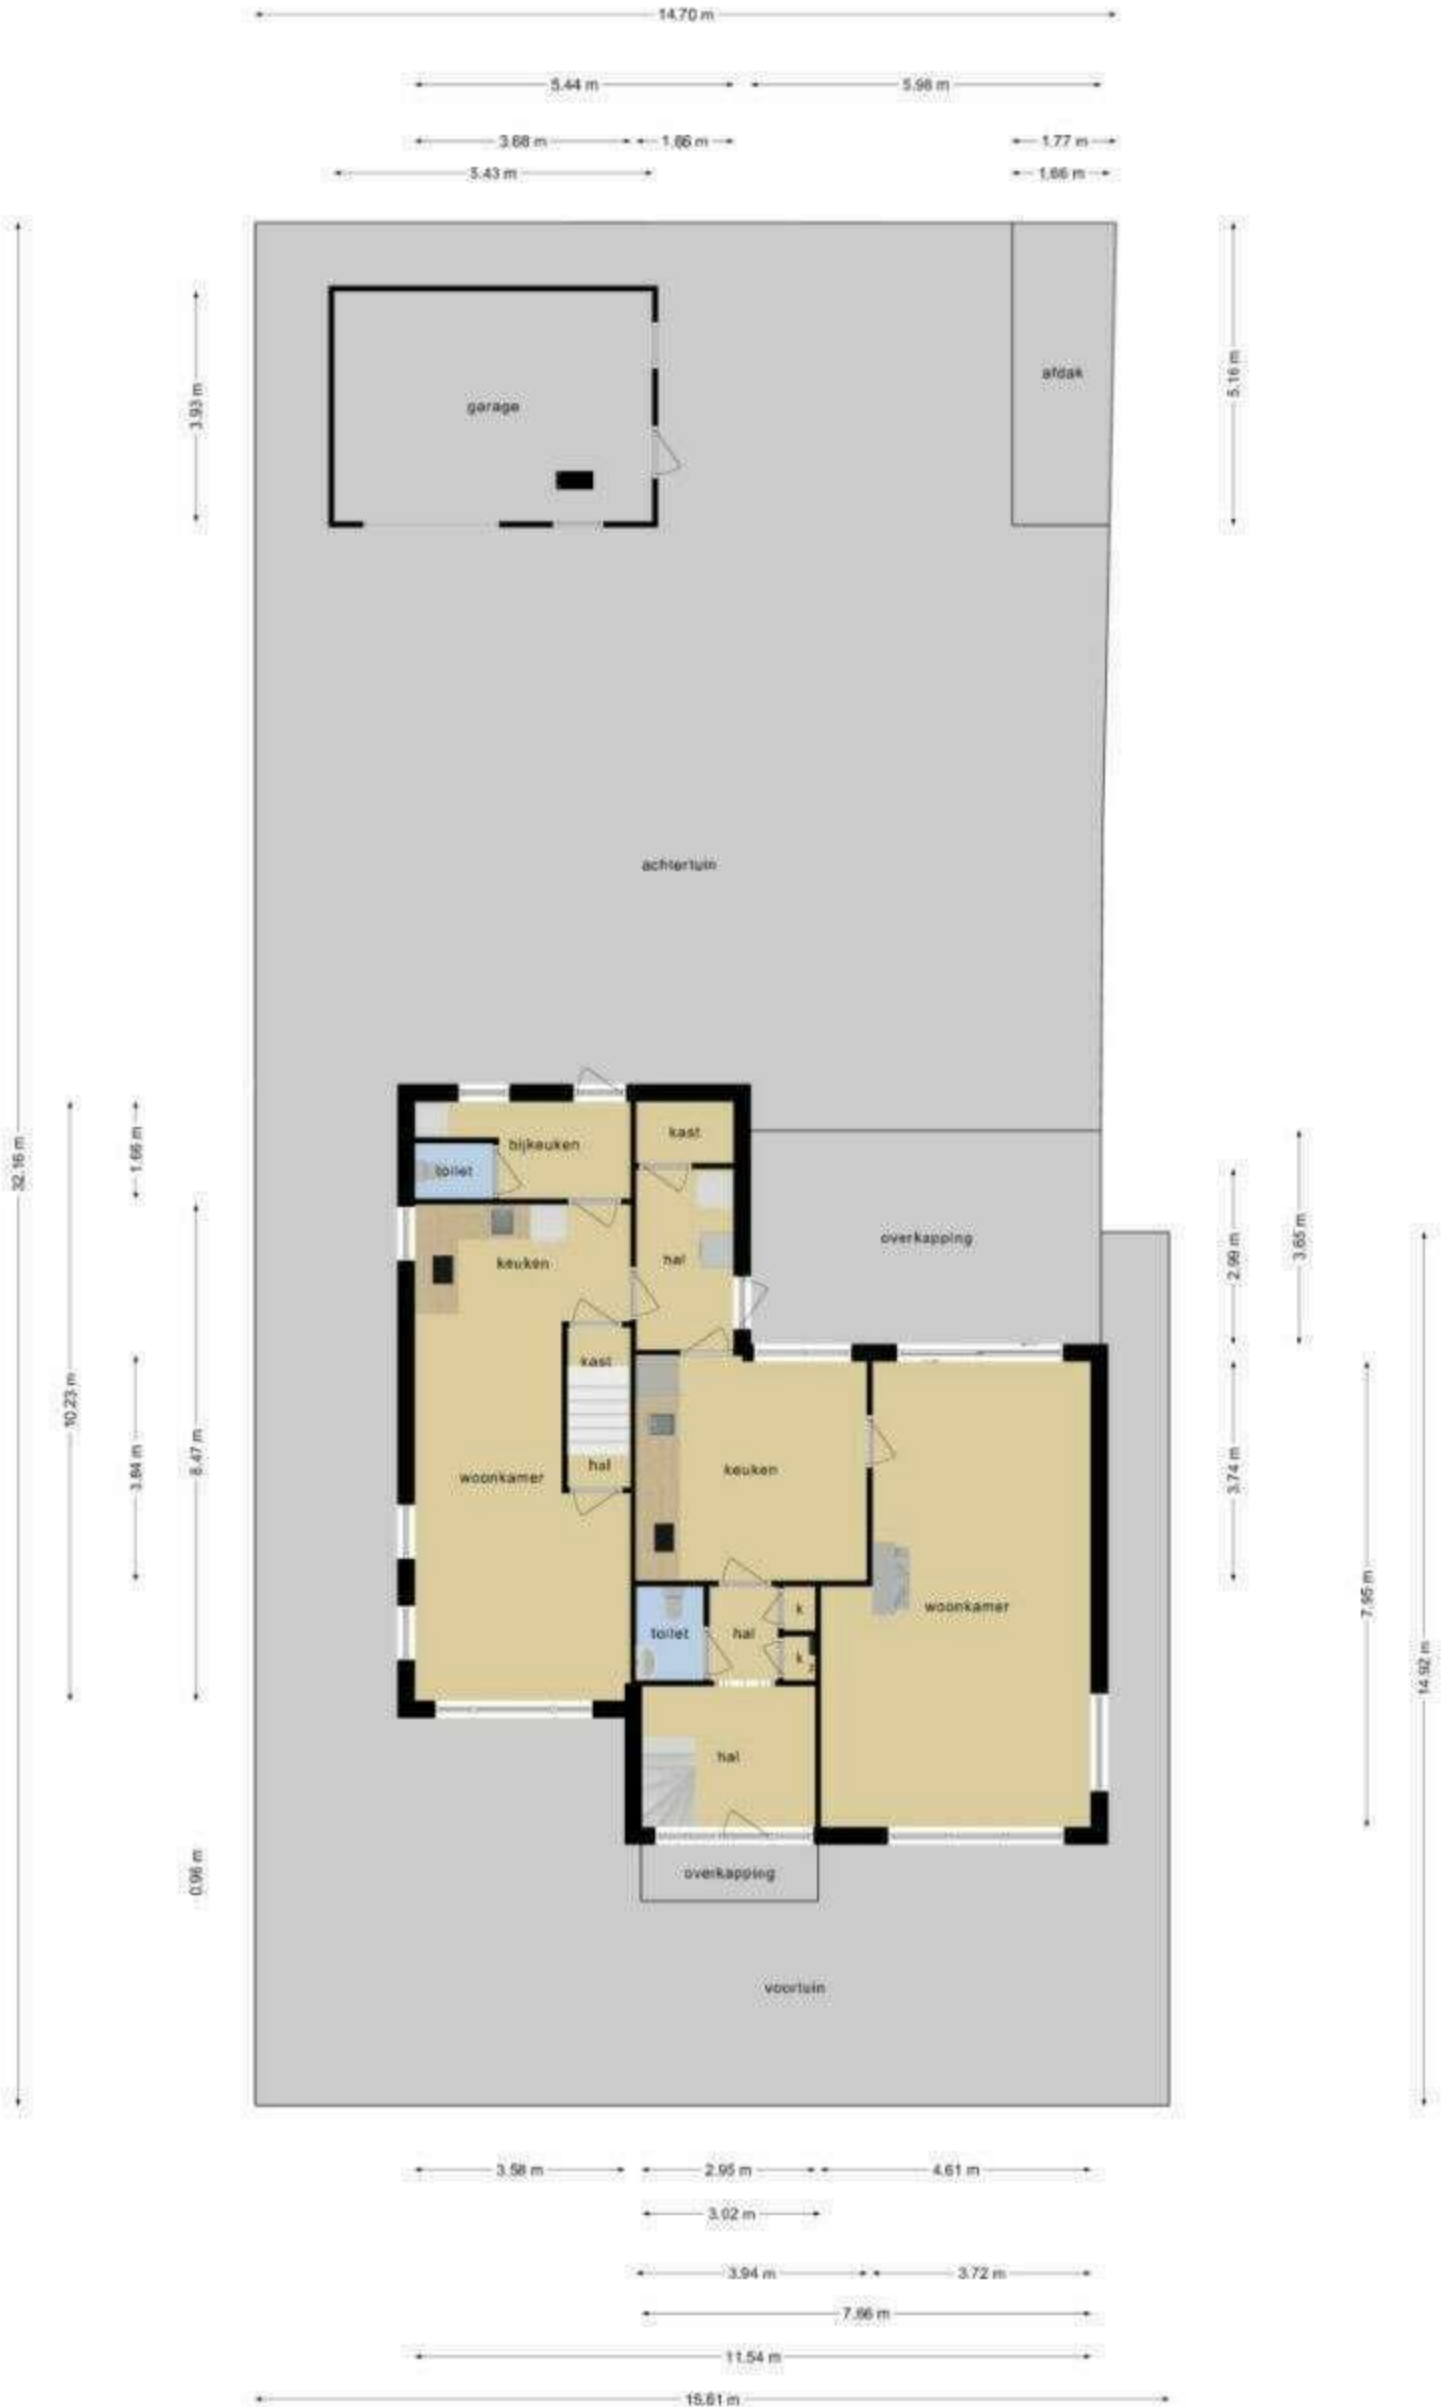 14.70 m
5.44 m
5.98 m
3.68 m
1.66 m
1.77 m
5.43 m
1.66 m
3.93 m
garage
afdak
5.16 m
achtertuin
32.16 m
1.66 m
bijkeuken
kast
toilet
overkapping
2.99 m
3.65 m
keuken
hal
kast
10.23 m
3.84 m
8.47 m
woonkamer
hal
keuken
3.74 m
woonkamer
7.95 m
k
toilet
hal
k
14.92 m
hal
overkapping
0.96 m
voortuin
3.58 m
2.95 m
4.61 m
3.02 m
3.94 m
3.72 m
7.66 m
11.54 m
15.61 m